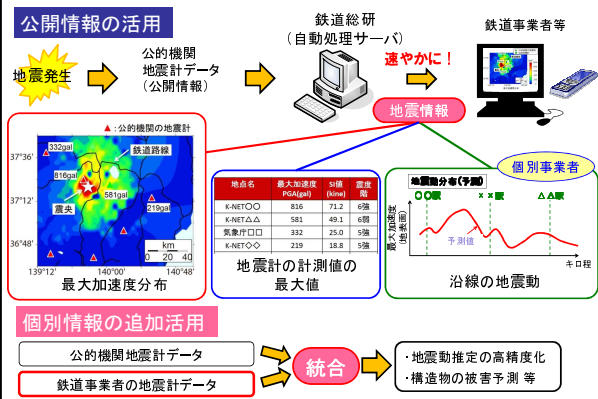 公開情報の活用
地震発生
公的機関
地震計データ
(公開情報)
鉄道総研
(自動処理サーバ)
速やかに！
鉄道事業者等
地震情報
▲:公的機関の地震計
332gal
鉄道路線
816gal
581gal
219gal
震央
37°36'
37°12'
36°48'
139°12'
140°00'
140°48'
km
0 20 40
最大加速度分布
地点名 最大加速度 PGA(gal) SI値 (kine) 震度階
K-NET〇〇 816 71.2 6強
K-NET△△ 581 49.1 6弱
気象庁□□ 332 25.0 5強
K-NET◇◇ 219 18.8 5強
地震計の計測値の
最大値
個別事業者
地震動分布(予測)
〇〇駅 ××駅 △△駅
最大加速度
(地表面)
予測値
キロ程
沿線の地震動
個別情報の追加活用
公的機関地震計データ
鉄道事業者の地震計データ
統合
・地震動推定の高精度化
・構造物の被害予測 等